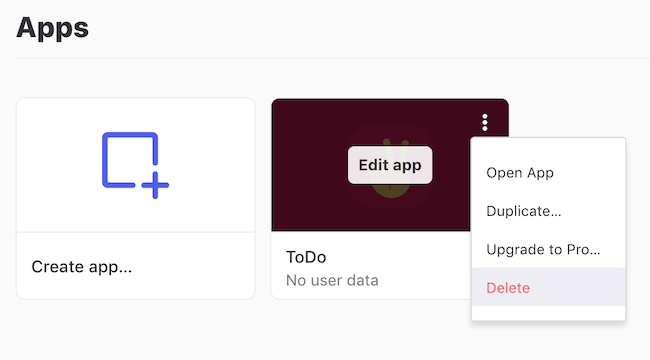 Apps
Edit app
Open App
Duplicate...
Upgrade to Pro...
Delete
Create app...
ToDo
No user data